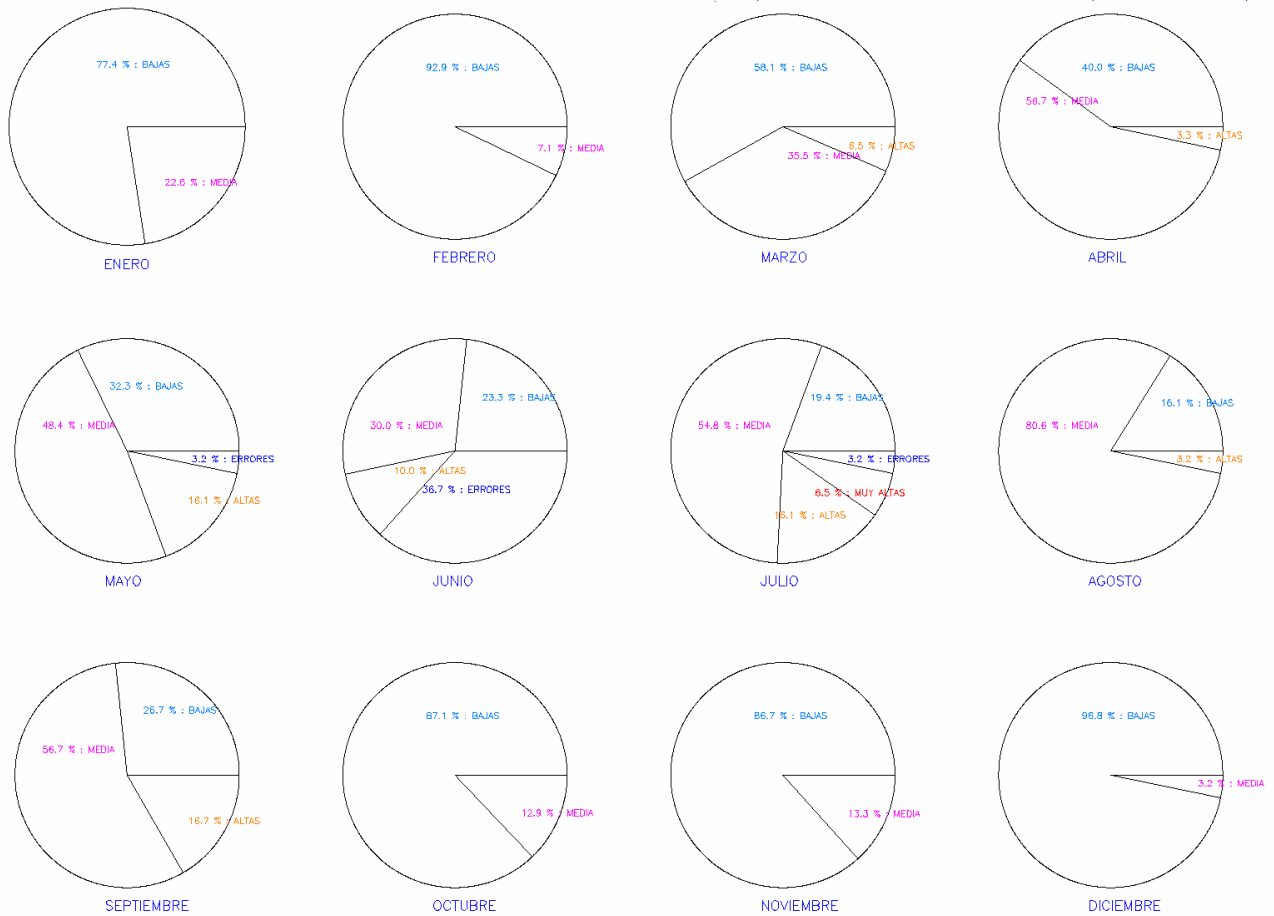 77.4 % : BAJAS
22.6 % : MEDIA
ENERO
92.9 % : BAJAS
7.1 % : MEDIA
FEBRERO
58.1 % : BAJAS
6.5 % : ALTAS
35.5 % : MEDIA
MARZO
40.0 % : BAJAS
56.7 % : MEDIA
3.3 % : ALTAS
ABRIL
32.3 % : BAJAS
48.4 % : MEDIA
3.2 % : ERRORES
16.1 % : ALTAS
MAYO
23.3 % : BAJAS
30.0 % : MEDIA
10.0 % : ALTAS
36.7 % : ERRORES
JUNIO
19.4 % : BAJAS
54.8 % : MEDIA
3.2 % : ERRORES
6.5 % : MUY ALTAS
16.1 % : ALTAS
JULIO
16.1 % : BAJAS
80.6 % : MEDIA
3.2 % : ALTAS
AGOSTO
26.7 % : BAJAS
56.7 % : MEDIA
16.7 % : ALTAS
SEPTIEMBRE
87.1 % : BAJAS
12.9 % : MEDIA
OCTUBRE
86.7 % : BAJAS
13.3 % : MEDIA
NOVIEMBRE
96.8 % : BAJAS
3.2 % : MEDIA
DICIEMBRE